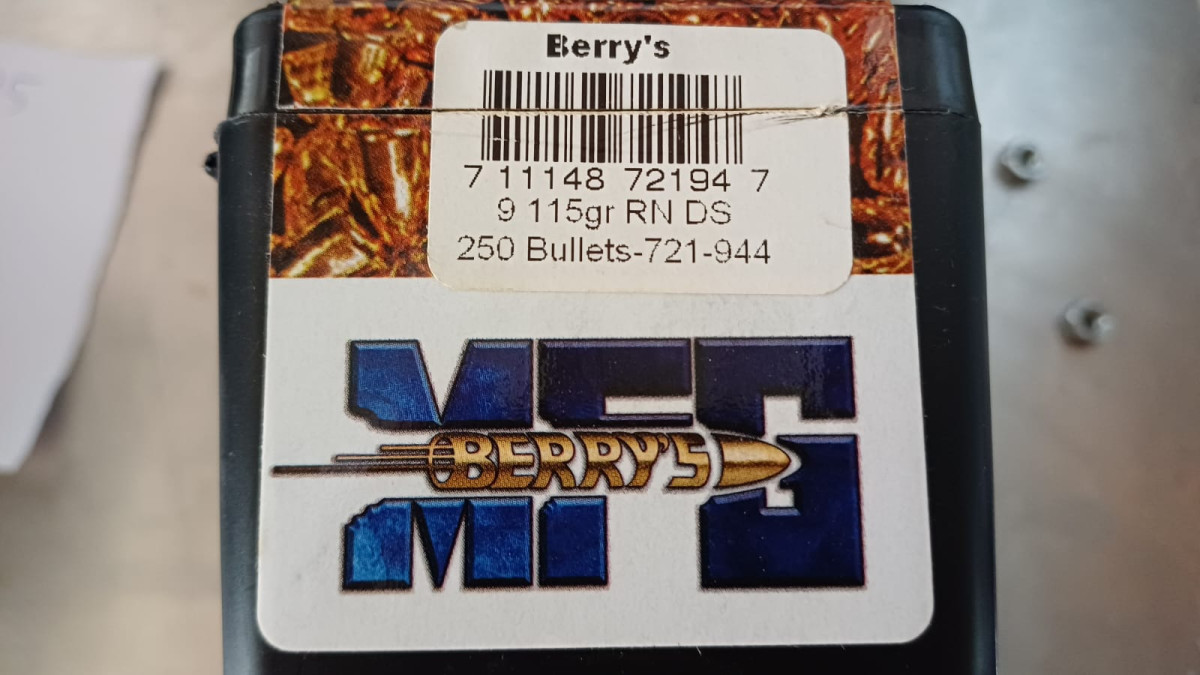 Berry's
7 11148 72194 7
9 115gr RN DS
250 Bullets-721-944
MFG
BERRY'S